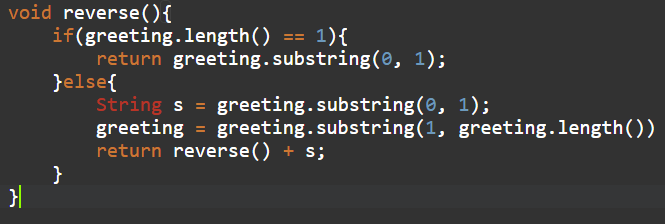 void reverse(){
    if(greeting.length() == 1){
        return greeting.substring(0, 1);
    }else{
        String s = greeting.substring(0, 1);
        greeting = greeting.substring(1, greeting.length())
        return reverse() + s;
    }
}